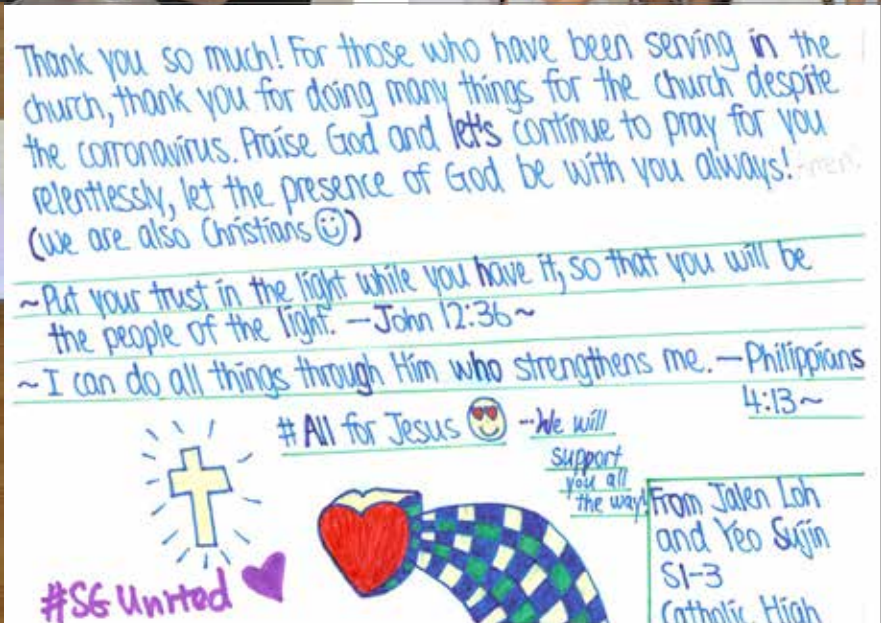 Thank you so much! For those who have been serving in the
church, thank you for doing many things for the church despite
the corronavirus. Praise God and let's continue to pray for you
relentlessly, let the presence of God be with you always!
(We are also Christians ☺)
~Put your trust in the light while you have it, so that you will be
the people of the light. --John 12:36~
~I can do all things through Him who strengthens me. —Philippians
4:13~
#All for Jesus 😍 --We will
support
you all
the way!
From Jalen Loh
and Yeo Sujin
S1-3
Catholic High
#SG United